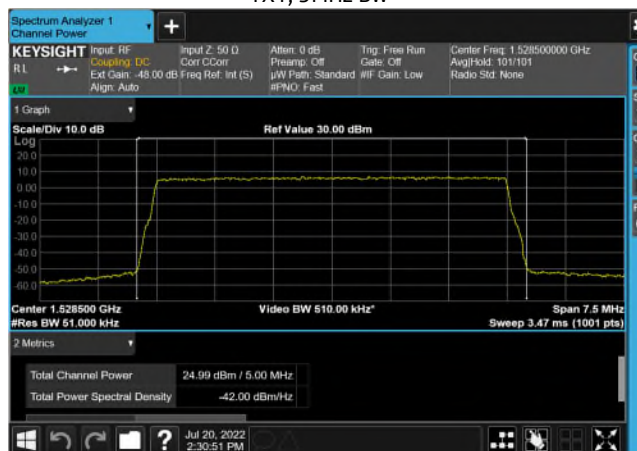 TX1, 5MHz BW
Spectrum Analyzer 1
Channel Power
KEYSIGHT
Input: RF
Coupling: DC
Ext Gain: -48.00 dB
Align: Auto
Input Z: 50 Ω
Corr CCorr
Freq Ref: Int (S)
Atten: 0 dB
Preamp: Off
µW Path: Standard
#PNO: Fast
Trig: Free Run
Gate: Off
#IF Gain: Low
Center Freq: 1.528500000 GHz
Avg|Hold: 101/101
Radio Std: None
RL
LXI
1 Graph
Scale/Div 10.0 dB
Ref Value 30.00 dBm
Log
20.0
10.0
0.00
-10.0
-20.0
-30.0
-40.0
-50.0
-60.0
Center 1.528500 GHz
Video BW 510.00 kHz*
Span 7.5 MHz
#Res BW 51.000 kHz
Sweep 3.47 ms (1001 pts)
2 Metrics
Total Channel Power 24.99 dBm / 5.00 MHz
Total Power Spectral Density -42.00 dBm/Hz
?
Jul 20, 2022
2:30:51 PM